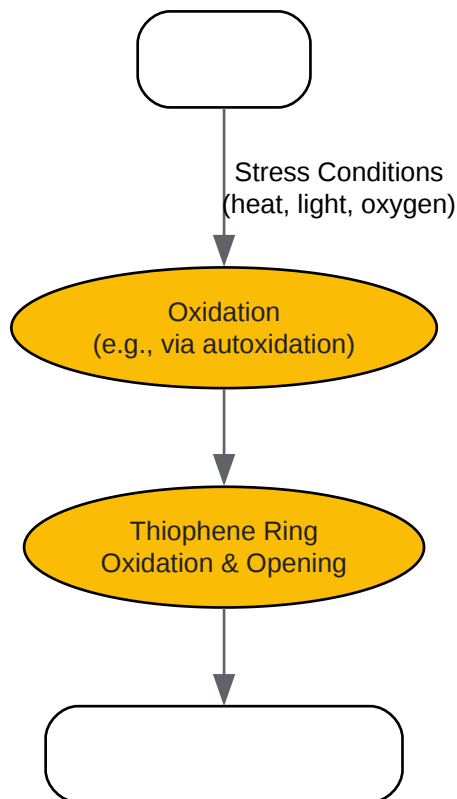 Stress Conditions
(heat, light, oxygen)
Oxidation
(e.g., via autoxidation)
Thiophene Ring
Oxidation & Opening